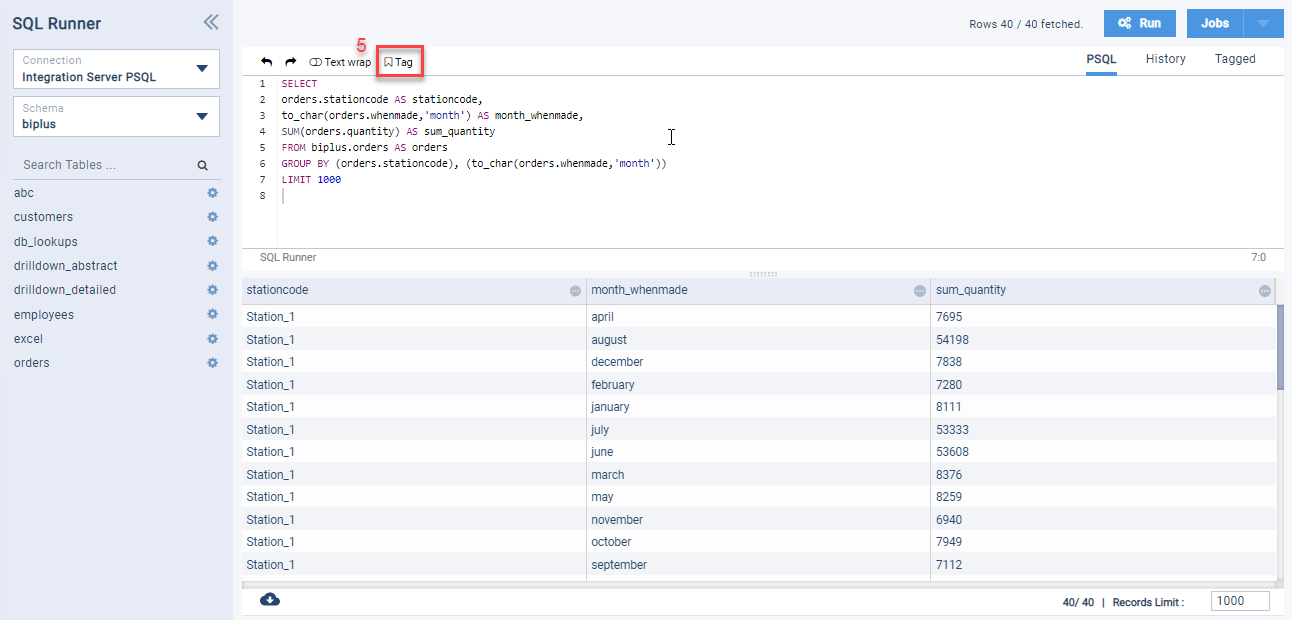 SQL Runner
Connection
Integration Server PSQL
Schema
biplus
Search Tables ...
abc
customers
db_lookups
drilldown_abstract
drilldown_detailed
employees
excel
orders
Rows 40 / 40 fetched.
Run
Jobs
5
Text wrap
Tag
PSQL
History
Tagged
1 SELECT
2 orders.stationcode AS stationcode,
3 to_char(orders.whenmade,'month') AS month_whenmade,
4 SUM(orders.quantity) AS sum_quantity
5 FROM biplus.orders AS orders
6 GROUP BY (orders.stationcode), (to_char(orders.whenmade,'month'))
7 LIMIT 1000
8
SQL Runner 7:0
stationcode month_whenmade sum_quantity
Station_1 april 7695
Station_1 august 54198
Station_1 december 7838
Station_1 february 7280
Station_1 january 8111
Station_1 july 53333
Station_1 june 53608
Station_1 march 8376
Station_1 may 8259
Station_1 november 6940
Station_1 october 7949
Station_1 september 7112
40/ 40 | Records Limit : 1000